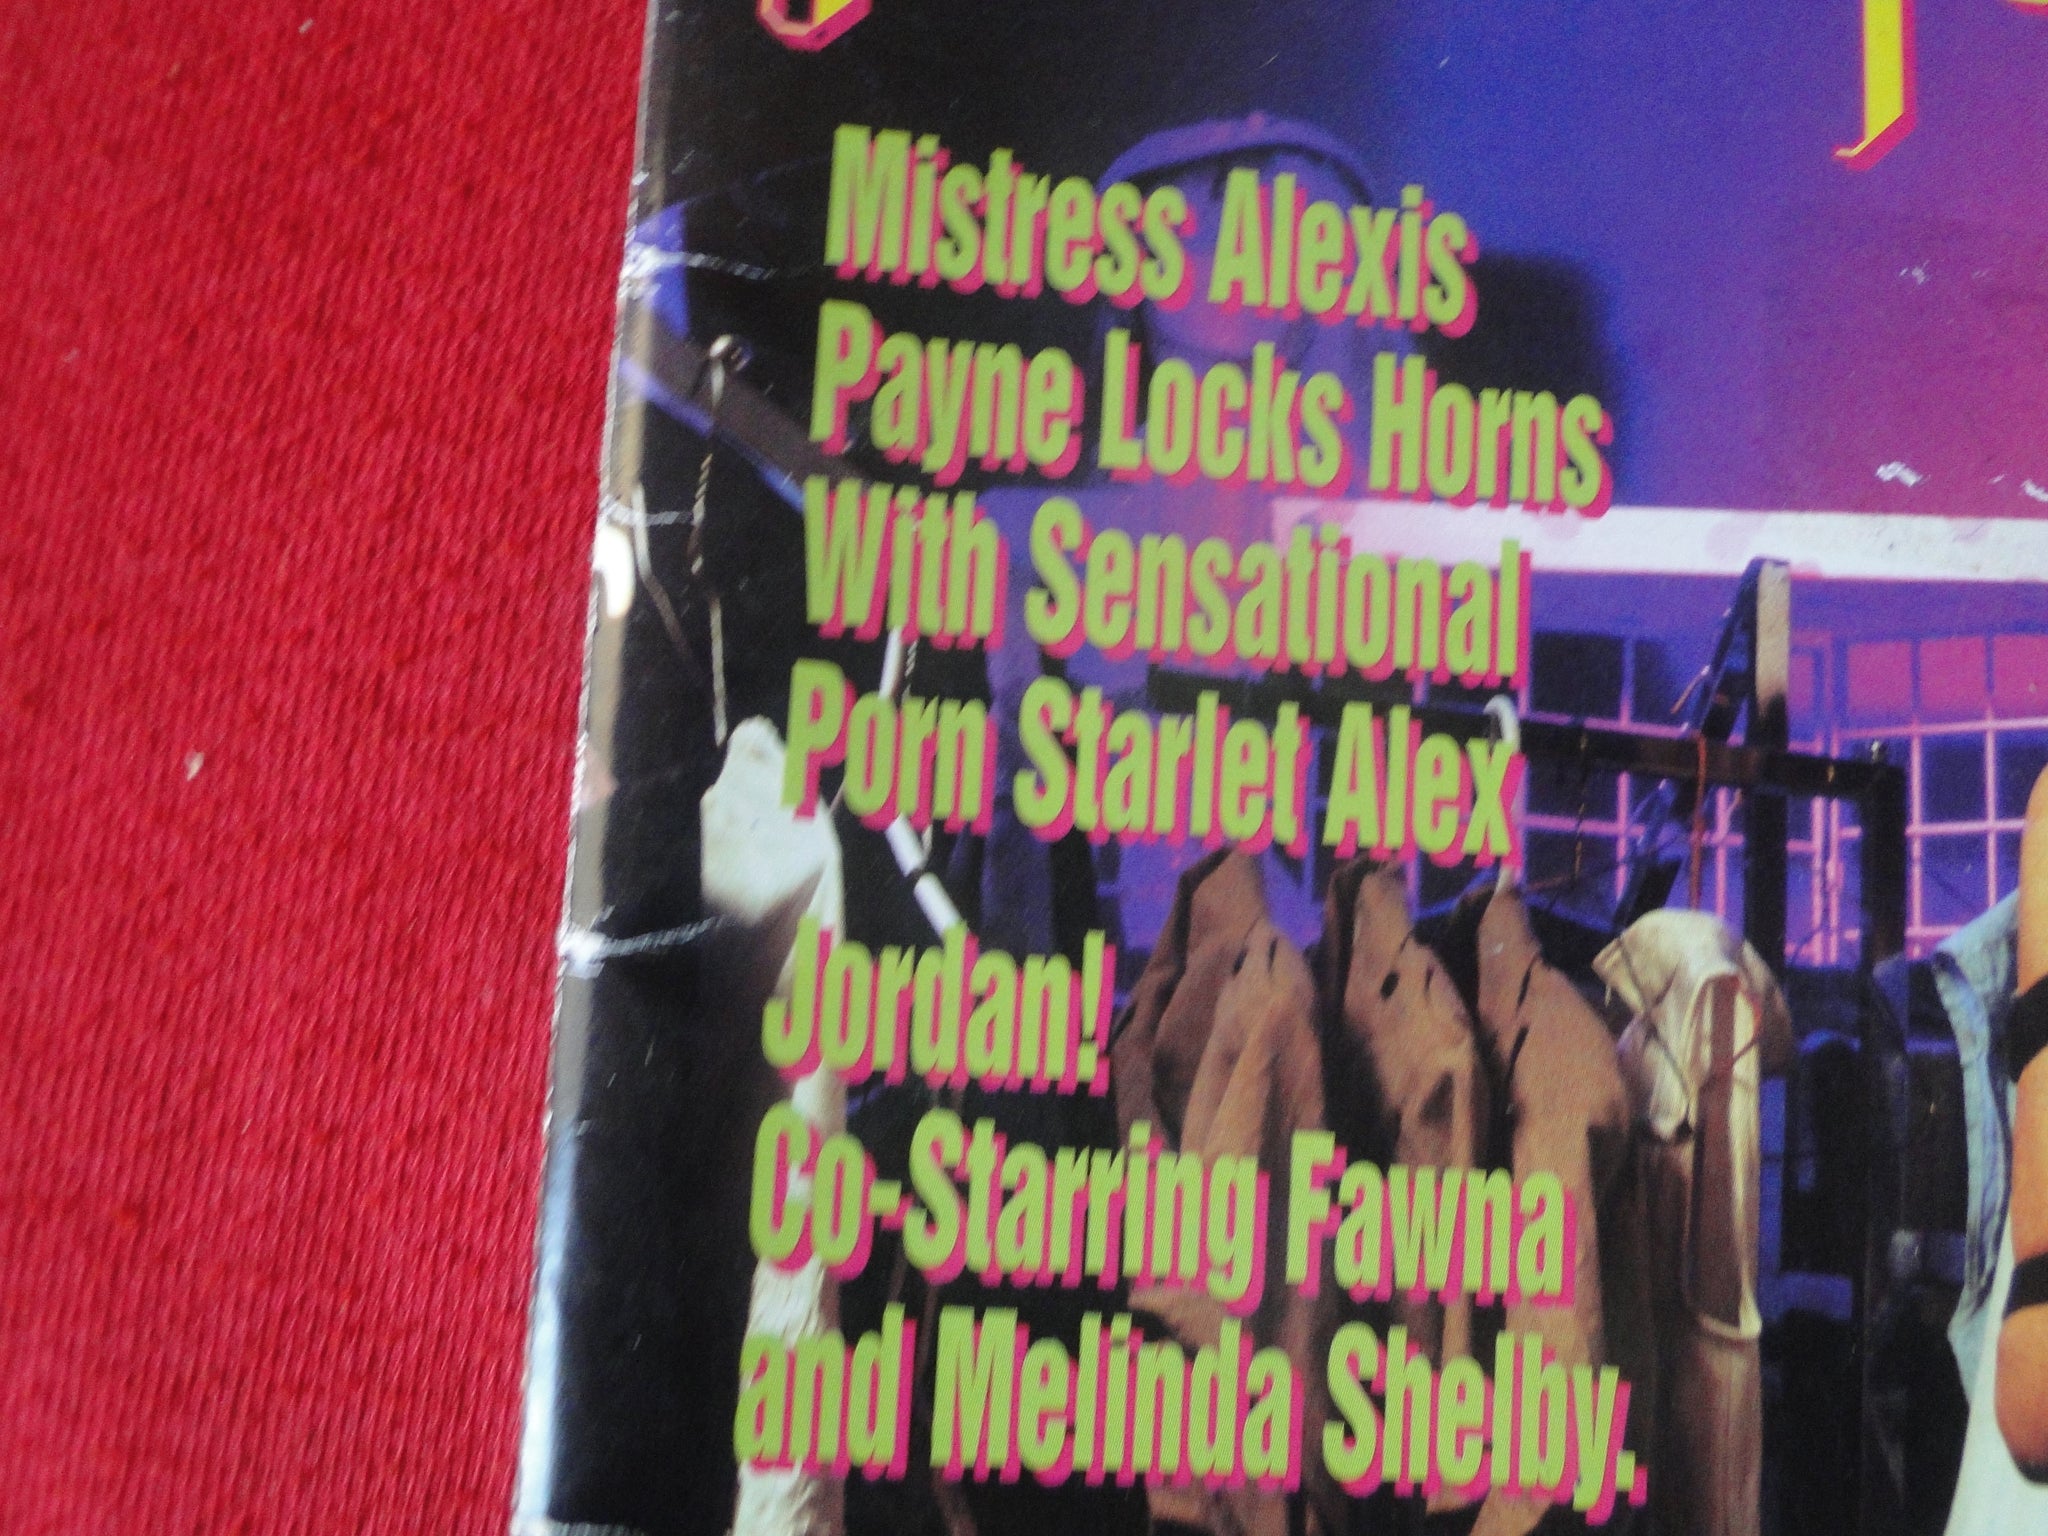 Mistress Alexis
Payne Locks Horns
With Sensational
Porn Starlet Alex
Jordan!
Co-Starring Fawna
and Melinda Shelby.